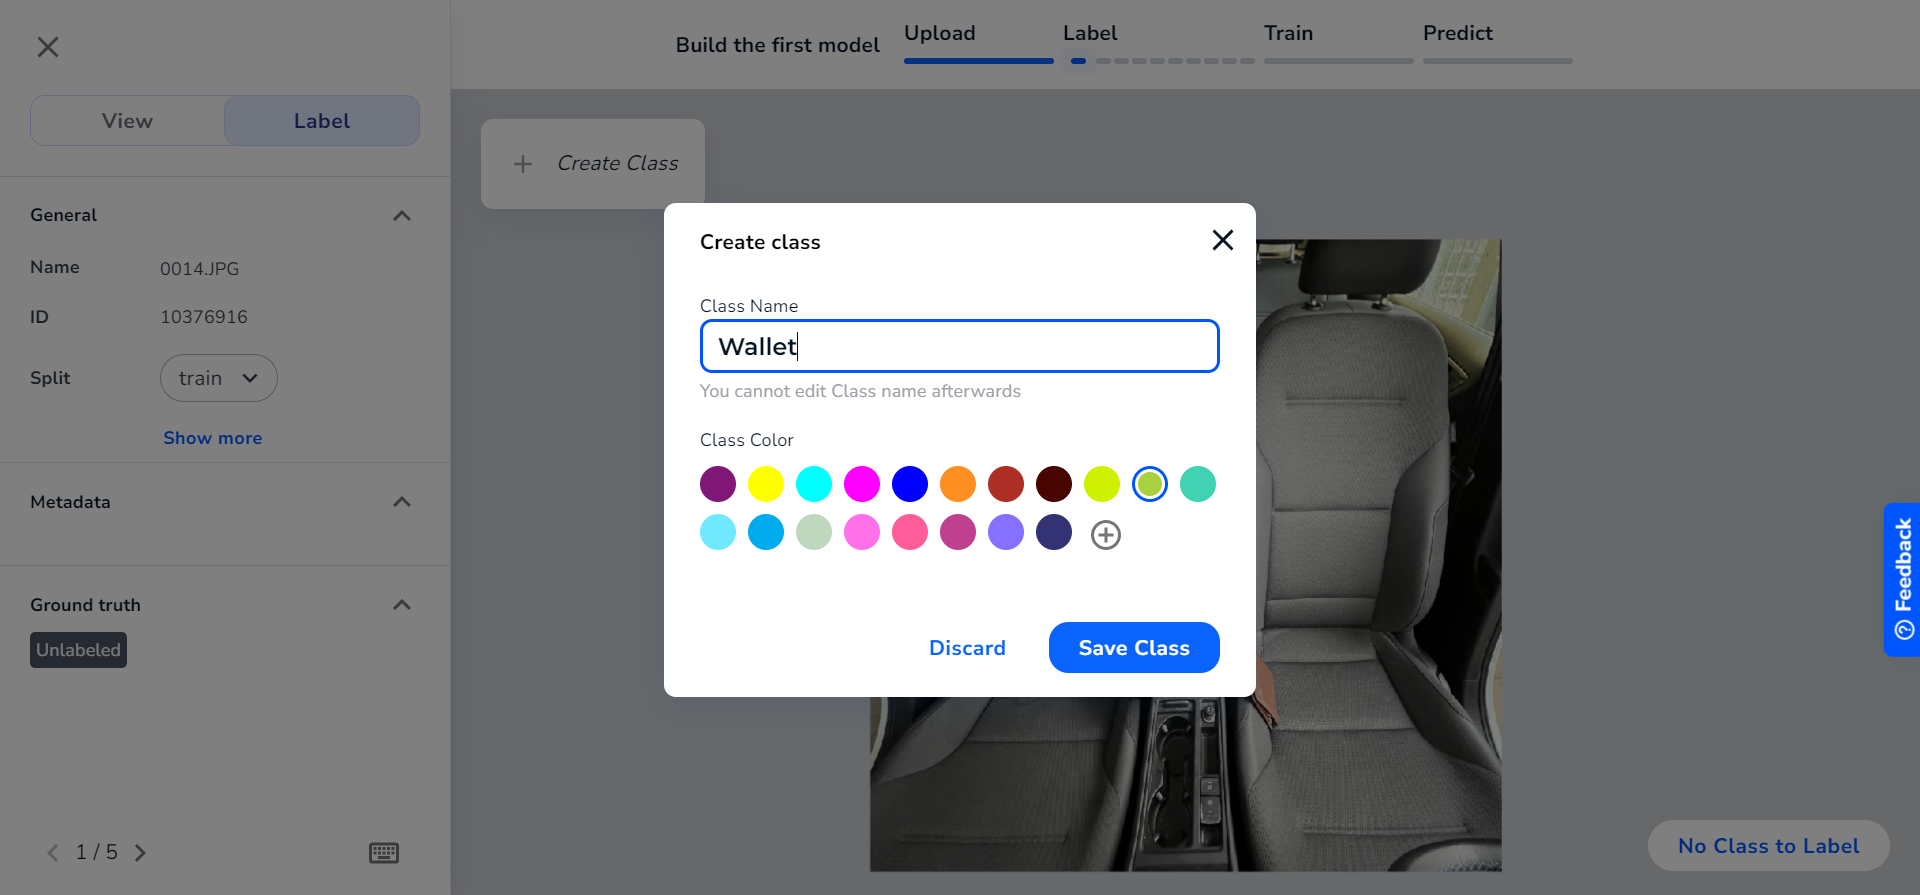 Build the first model
Upload
Label
Train
Predict
View
Label
Create Class
General
Name
0014.JPG
ID
10376916
Split
train
Show more
Metadata
Ground truth
Unlabeled
1 / 5
Create class
Class Name
Wallet
You cannot edit Class name afterwards
Class Color
Discard
Save Class
Feedback
No Class to Label